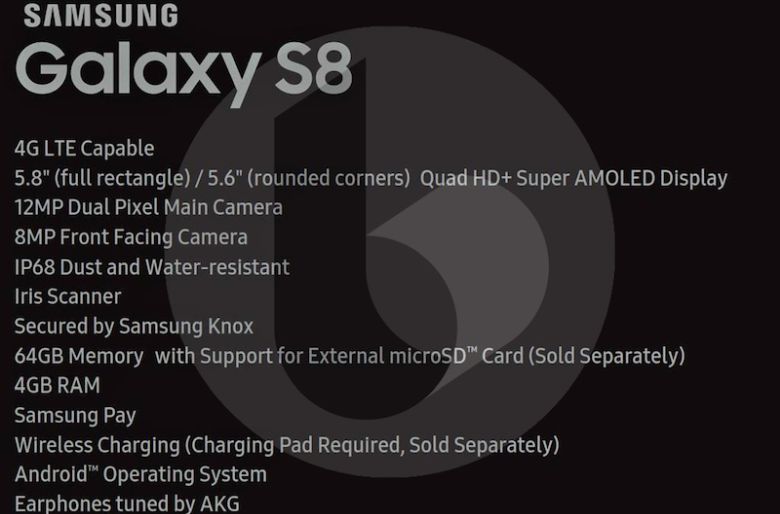 SAMSUNG
Galaxy S8
4G LTE Capable
5.8" (full rectangle) / 5.6" (rounded corners) Quad HD+ Super AMOLED Display
12MP Dual Pixel Main Camera
8MP Front Facing Camera
IP68 Dust and Water-resistant
Iris Scanner
Secured by Samsung Knox
64GB Memory with Support for External microSD™ Card (Sold Separately)
4GB RAM
Samsung Pay
Wireless Charging (Charging Pad Required, Sold Separately)
Android™ Operating System
Earphones tuned by AKG